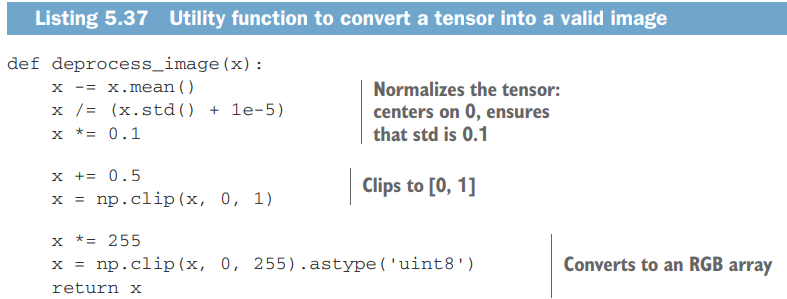 Listing 5.37 Utility function to convert a tensor into a valid image
def deprocess_image(x):
x -= x.mean()
x /= (x.std() + 1e-5)
x *= 0.1
Normalizes the tensor:
centers on 0, ensures
that std is 0.1
x += 0.5
x = np.clip(x, 0, 1)
Clips to [0, 1]
x *= 255
x = np.clip(x, 0, 255).astype('uint8')
return x
Converts to an RGB array